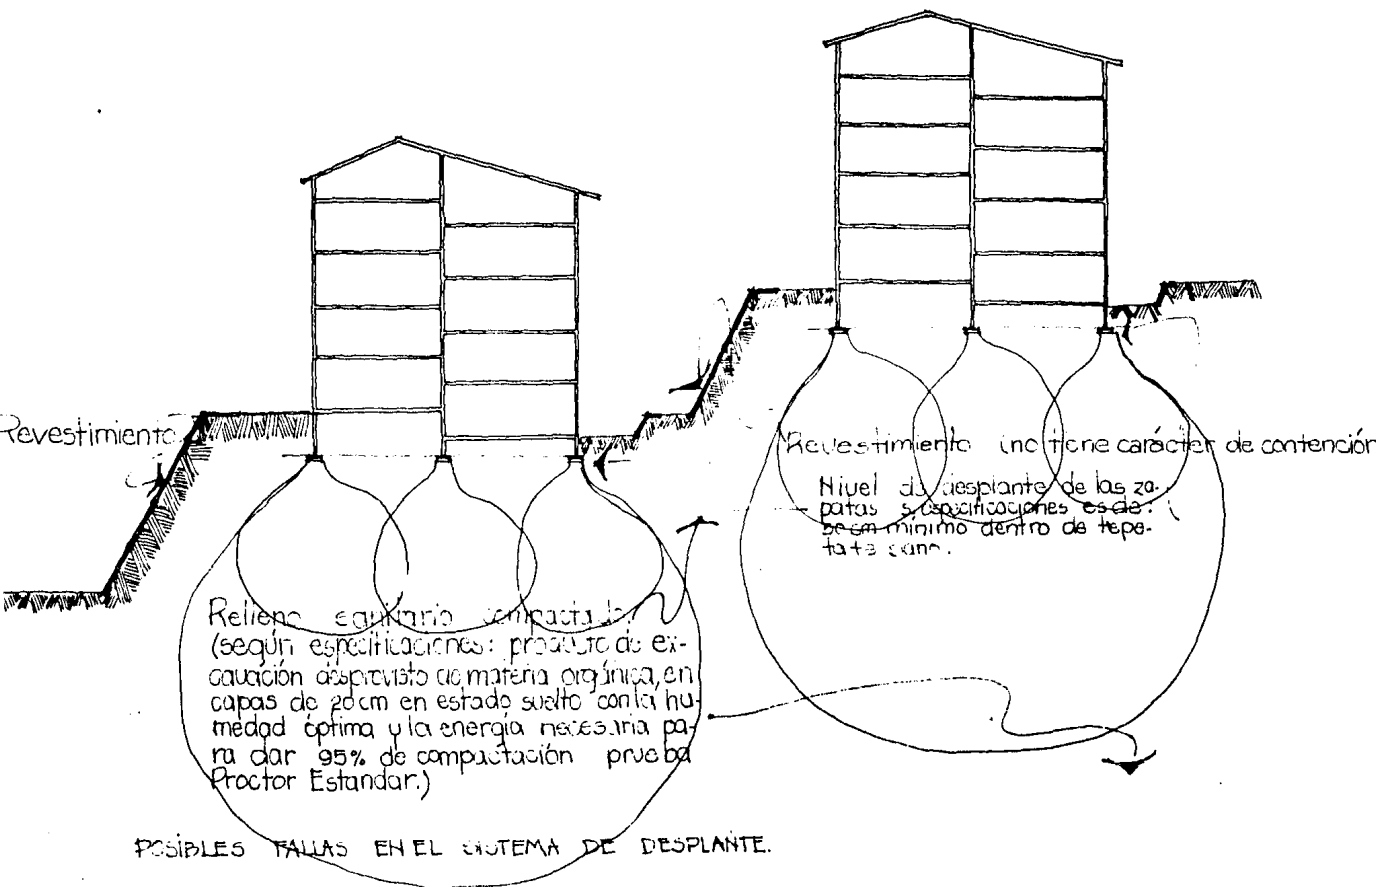 Revestimiento
Revestimiento (no tiene carácter de contención
Nivel de desplante de las za-
patas s/especificaciones es de:
50 cm mínimo dentro de tepe-
tate sano.
Relleno sanitario compactado.
(según especificaciones: producto de ex-
cavación desprovisto de materia orgánica, en
capas de 20 cm en estado suelto con la hu-
medad óptima y la energía necesaria pa-
ra dar 95% de compactación prueba
Proctor Estandar.)
POSIBLES FALLAS EN EL SISTEMA DE DESPLANTE.